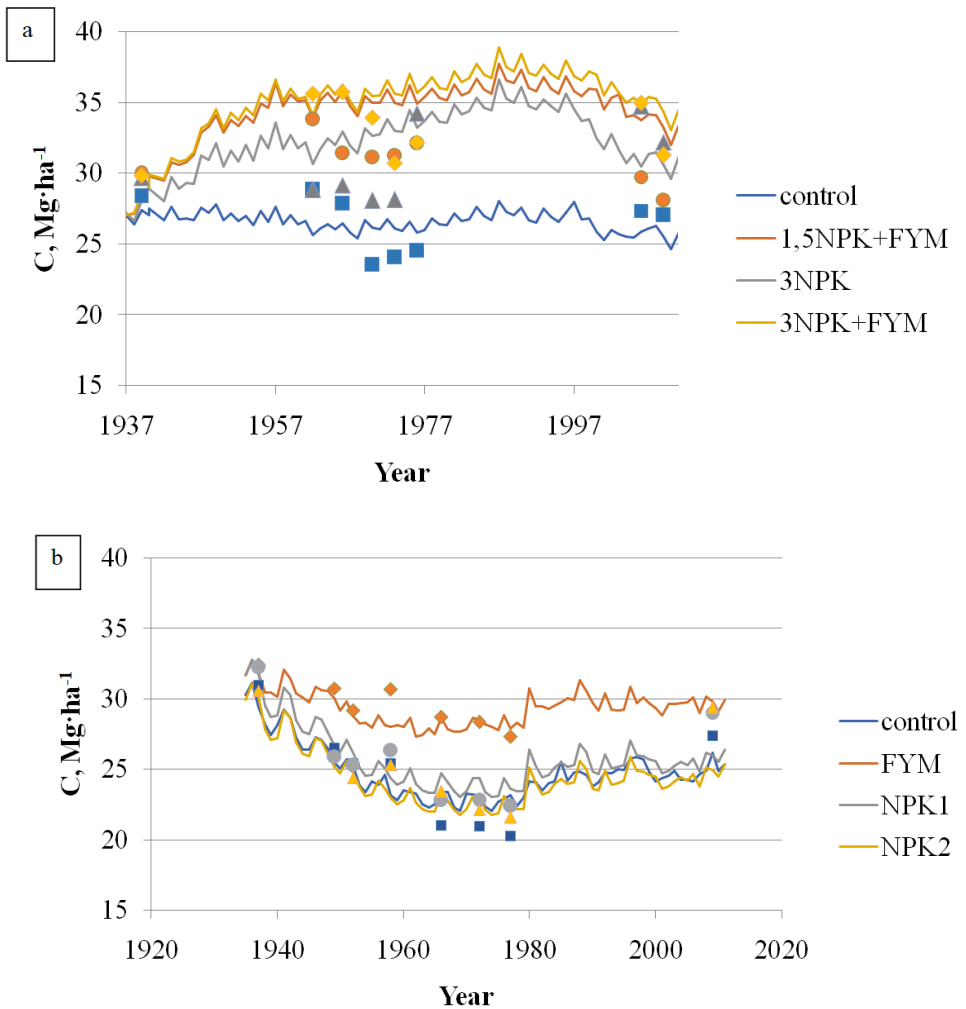 a
40
35
30
25
20
15
C, Mg·ha⁻¹
1937
1957
1977
1997
Year
control
1,5NPK+FYM
3NPK
3NPK+FYM
b
40
35
30
25
20
15
C, Mg·ha⁻¹
1920
1940
1960
1980
2000
2020
Year
control
FYM
NPK1
NPK2